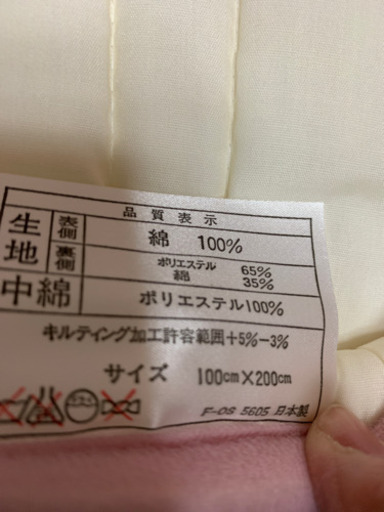 品質表示
生地 表側 綿 100%
裏側 ポリエステル 65%
綿 35%
中綿 ポリエステル100%
キルティング加工許容範囲+5%-3%
サイズ 100cm×200cm
F-OS 5605 日本製